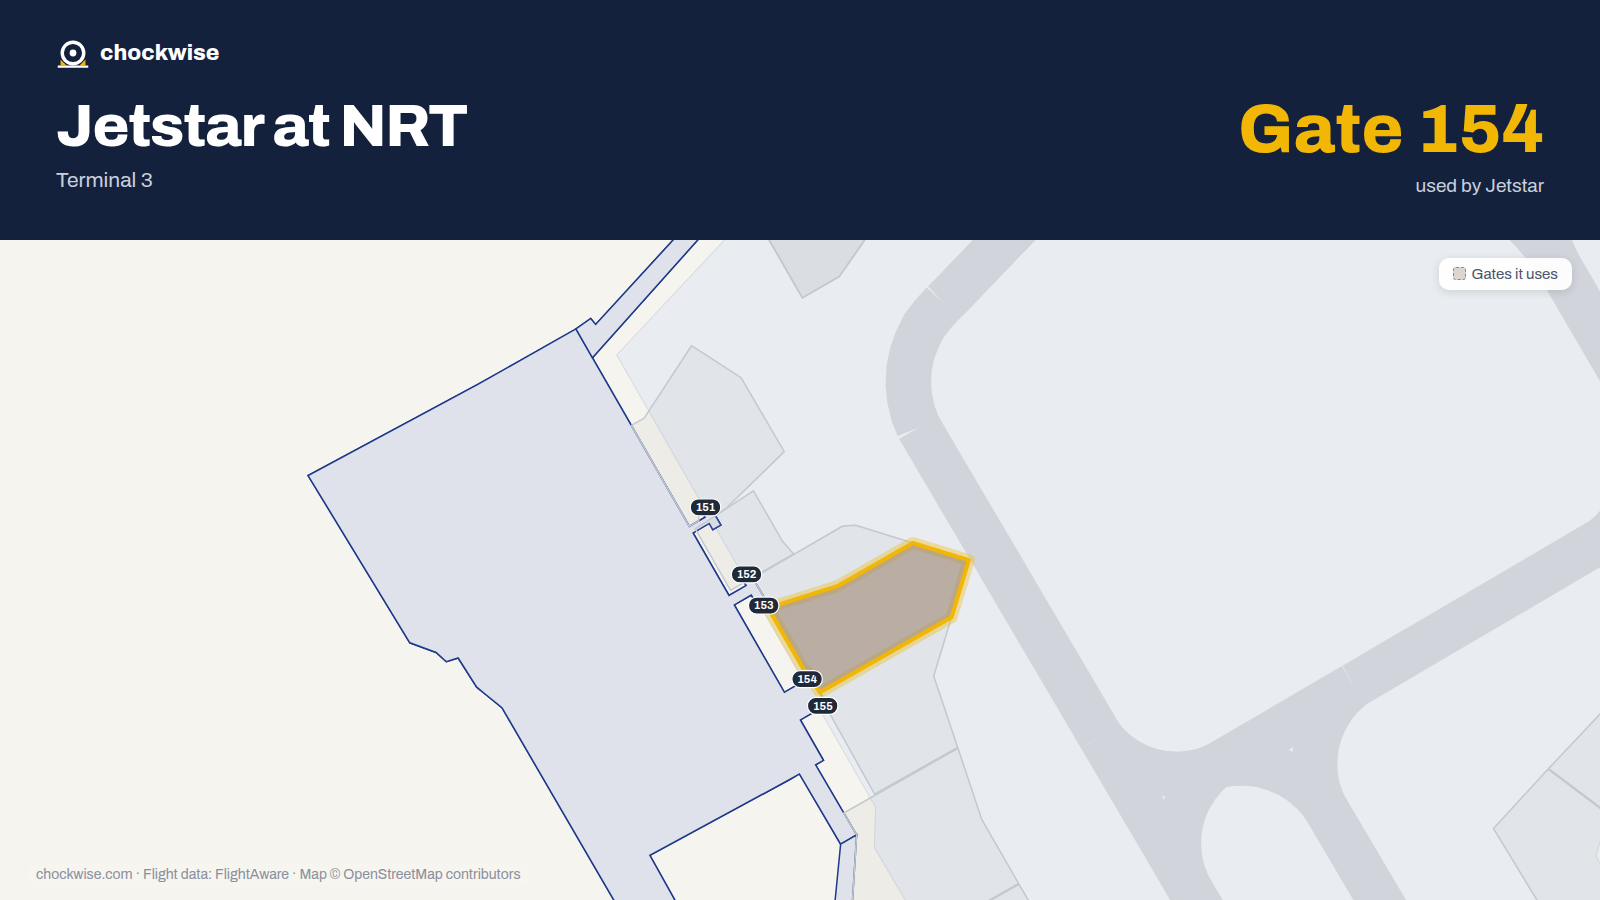 chockwise
Jetstar at NRT
Terminal 3
Gate 154
used by Jetstar
Gates it uses
151
152
153
154
155
chockwise.com · Flight data: FlightAware · Map © OpenStreetMap contributors